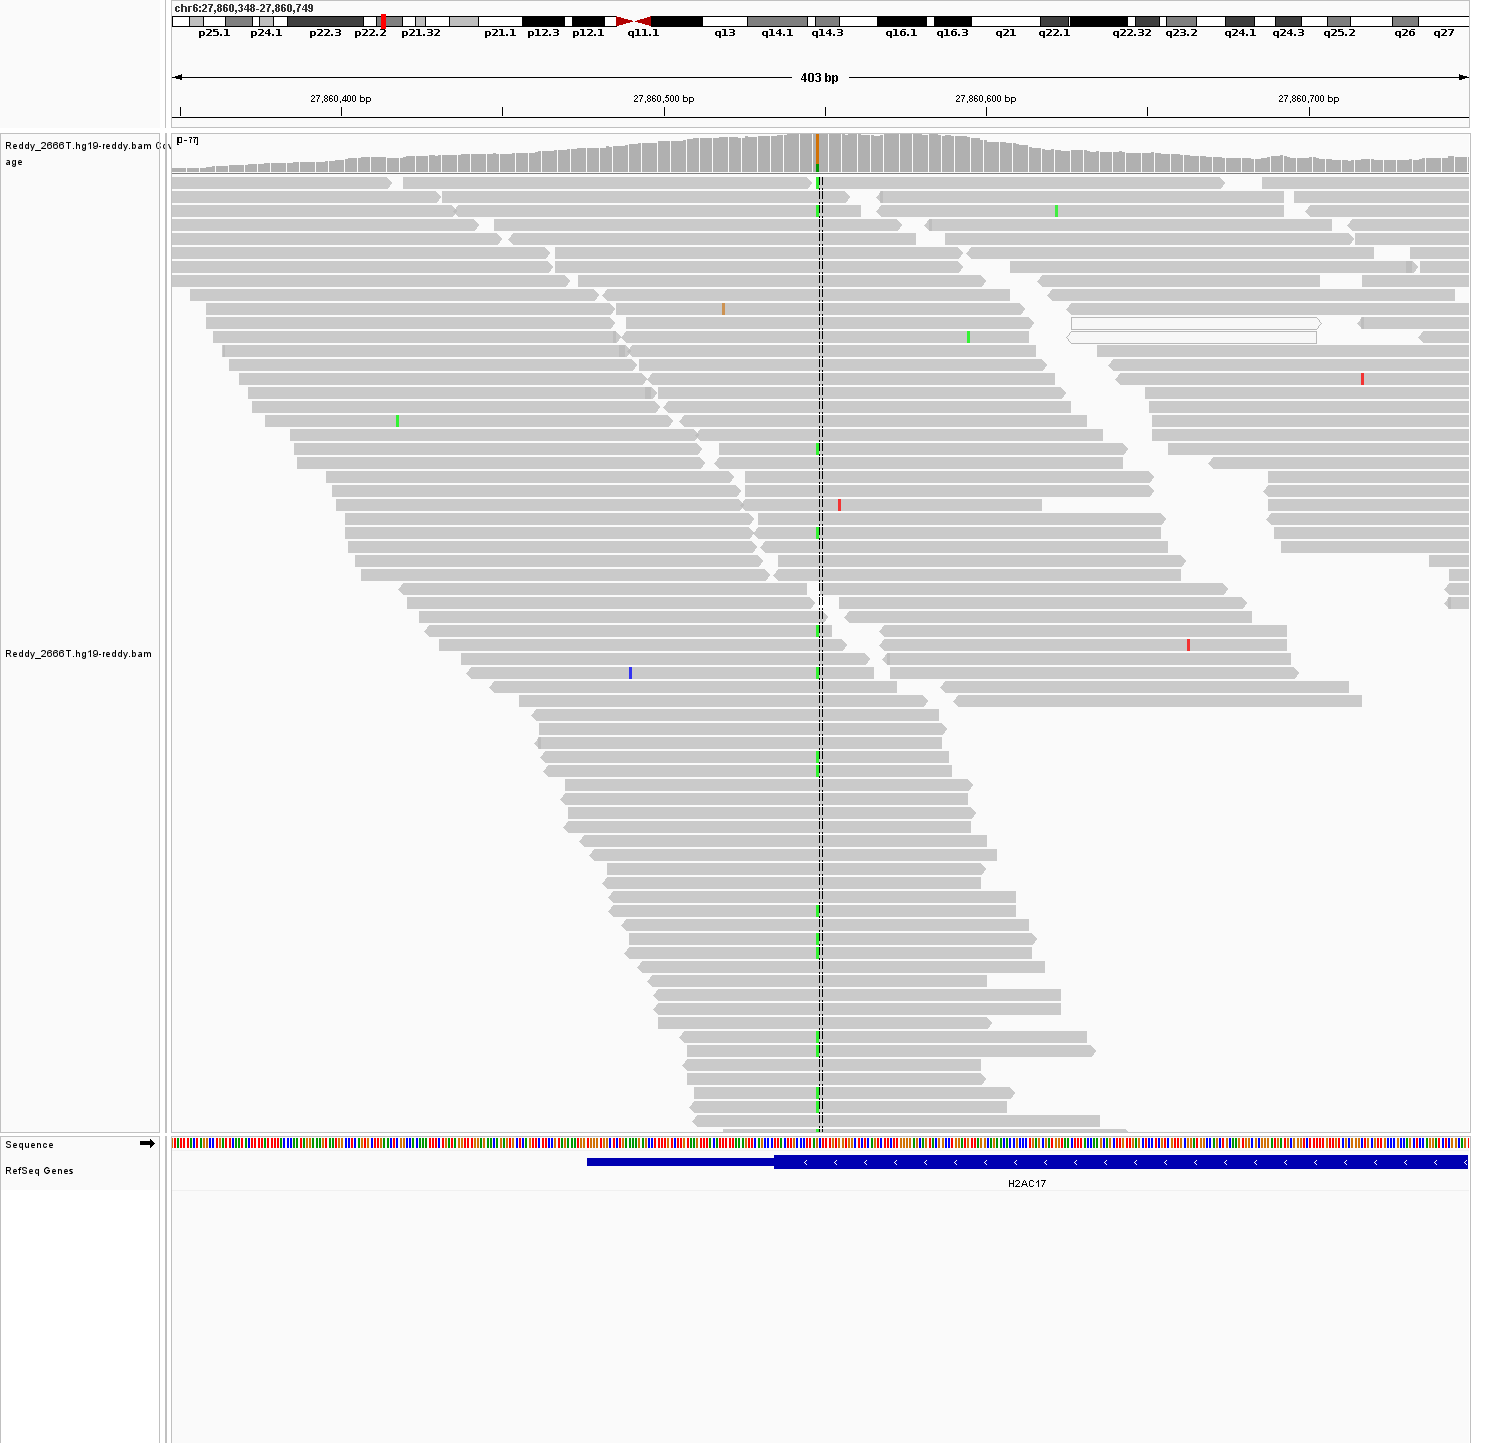 chr6:27,860,348-27,860,749
p25.1 p24.1 p22.3 p22.2 p21.32 p21.1 p12.3 p12.1 q11.1 q13 q14.1 q14.3 q16.1 q16.3 q21 q22.1 q22.32 q23.2 q24.1 q24.3 q25.2 q26 q27
403 bp
27,860,400 bp 27,860,500 bp 27,860,600 bp 27,860,700 bp
[0-77]
Reddy_2666T.hg19-reddy.bam Cov
age
Reddy_2666T.hg19-reddy.bam
Sequence
RefSeq Genes
H2AC17